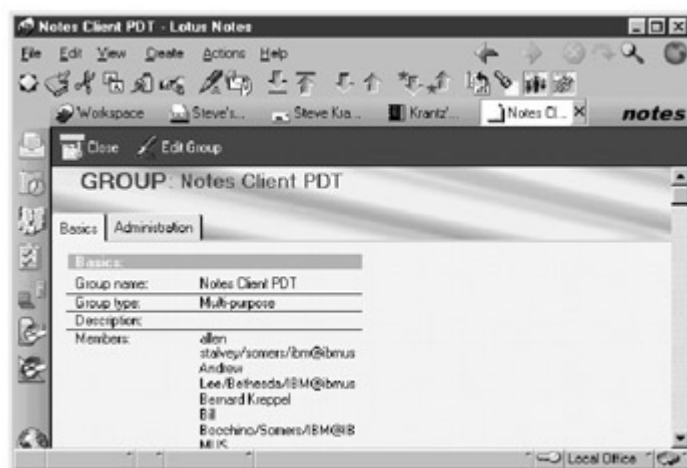 Notes Client PDT - Lotus Notes
File Edit View Create Actions Help
Workspace Steve's... Steve Kra... Krantz'... Notes Cl... notes
Close Edit Group
GROUP: Notes Client PDT
Basics Administration
Basics:
Group name: Notes Client PDT
Group type: Multi-purpose
Description:
Members: allen
stalvey/somers/ibm@ibmus
Andrew
Lee/Bethesda/IBM@ibmus
Bernard Kreppel
Bill
Bocchino/Somers/IBM@IB
MUS
Local Office